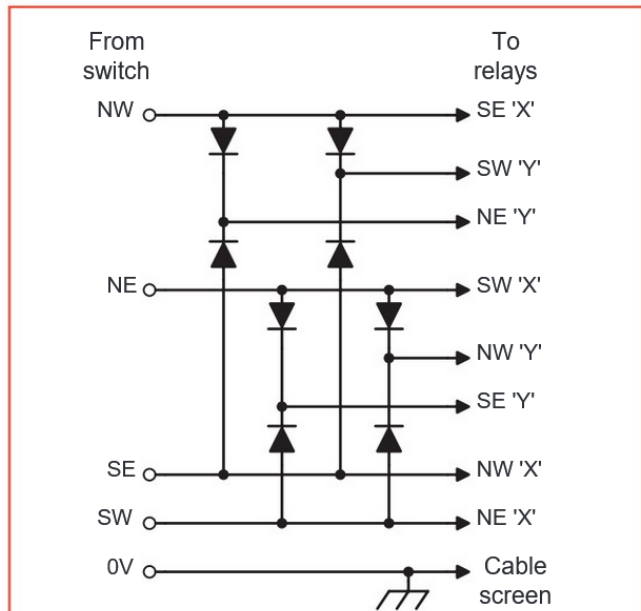 From
switch
To
relays
NW
SE 'X'
SW 'Y'
NE 'Y'
NE
SW 'X'
NW 'Y'
SE 'Y'
SE
NW 'X'
SW
NE 'X'
0V
Cable
screen